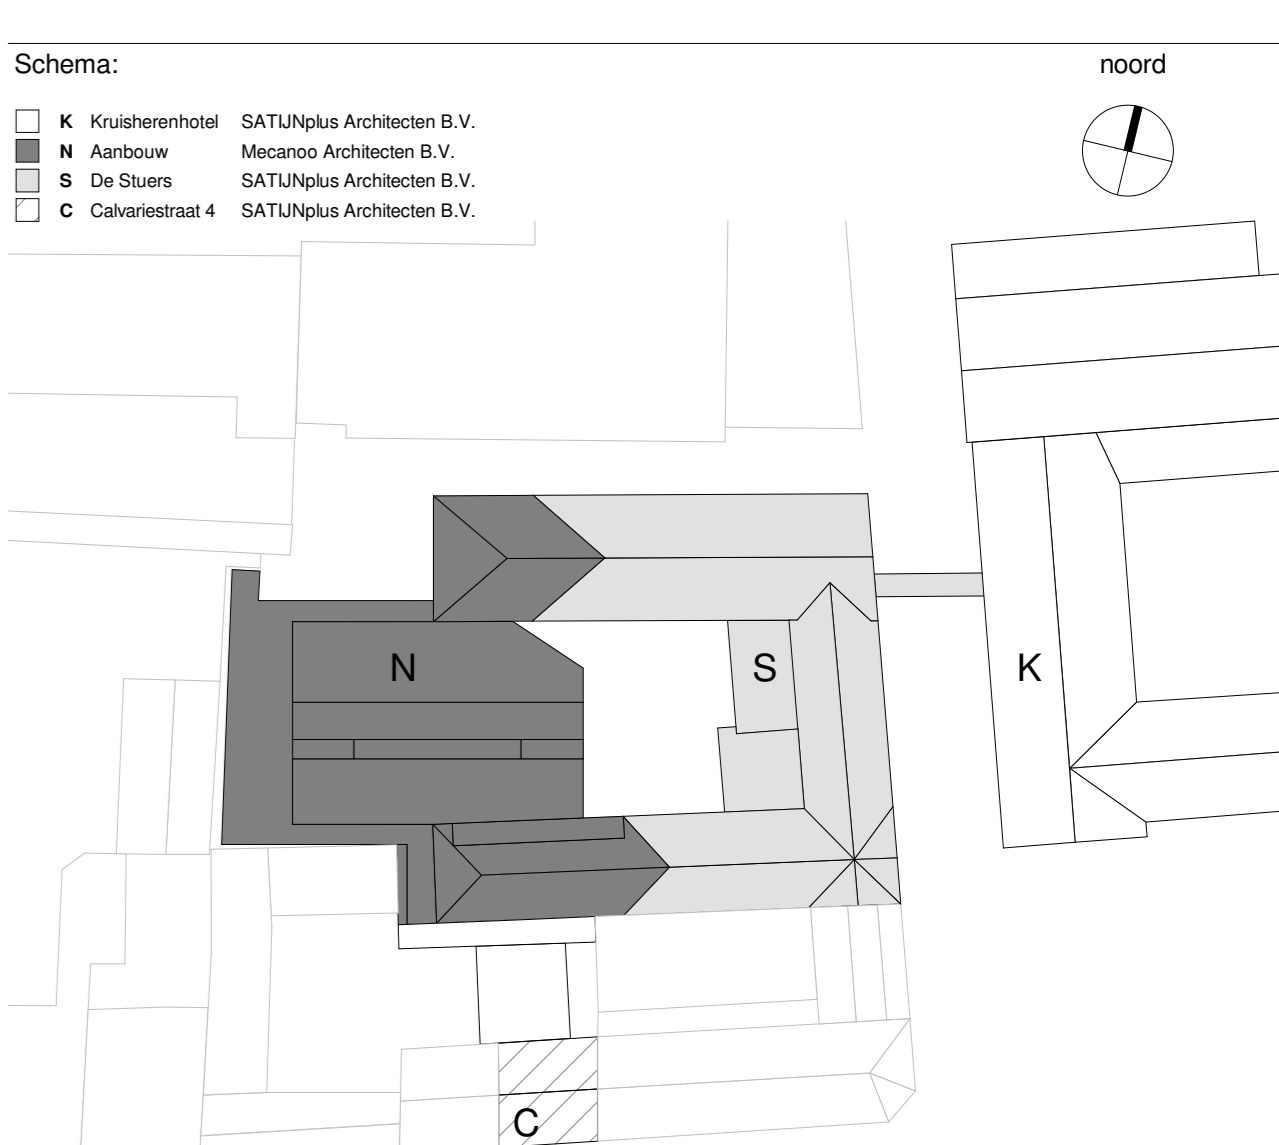 Schema:
noord
K Kruisherenhotel SATIJNplus Architecten B.V.
N Aanbouw Mecanoo Architecten B.V.
S De Stuers SATIJNplus Architecten B.V.
C Calvariestraat 4 SATIJNplus Architecten B.V.
N
S
K
C